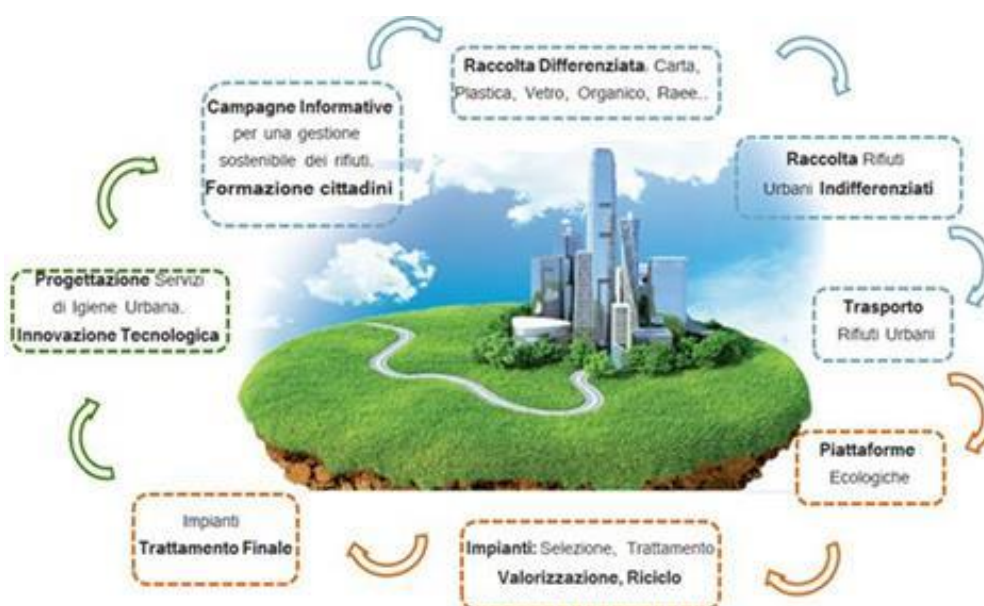 Raccolta Differenziata. Carta,
Plastica, Vetro, Organico, Raee..
Campagne Informative
per una gestione
sostenibile dei rifiuti.
Formazione cittadini
Raccolta Rifiuti
Urbani Indifferenziati
Progettazione Servizi
di Igiene Urbana.
Innovazione Tecnologica
Trasporto
Rifiuti Urbani
Piattaforme
Ecologiche
Impianti
Trattamento Finale
Impianti: Selezione, Trattamento
Valorizzazione, Riciclo